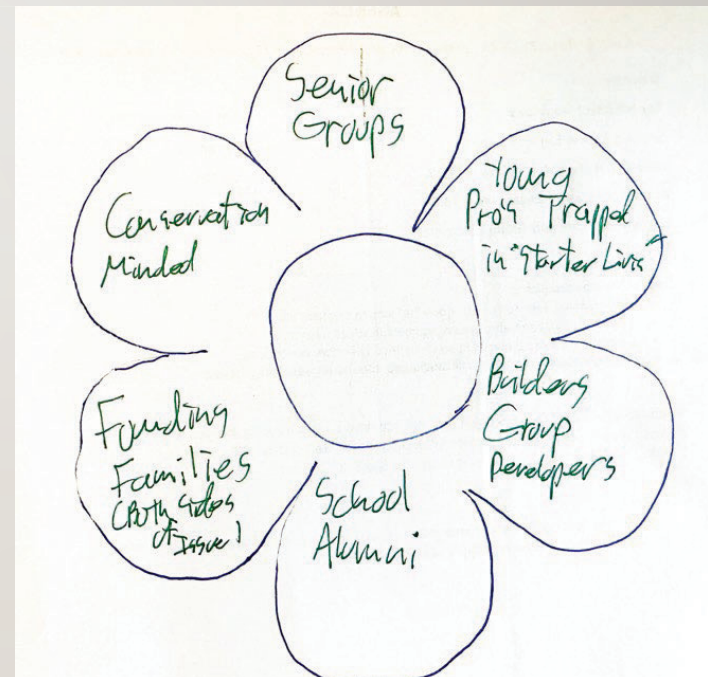 Senior
Groups
Young
Pro's Trapped
in "Starter Livis"
Builders
Group
Developers
School
Alumni
Founding
Families
(Both sides
of Issue)
Conservation
Minded